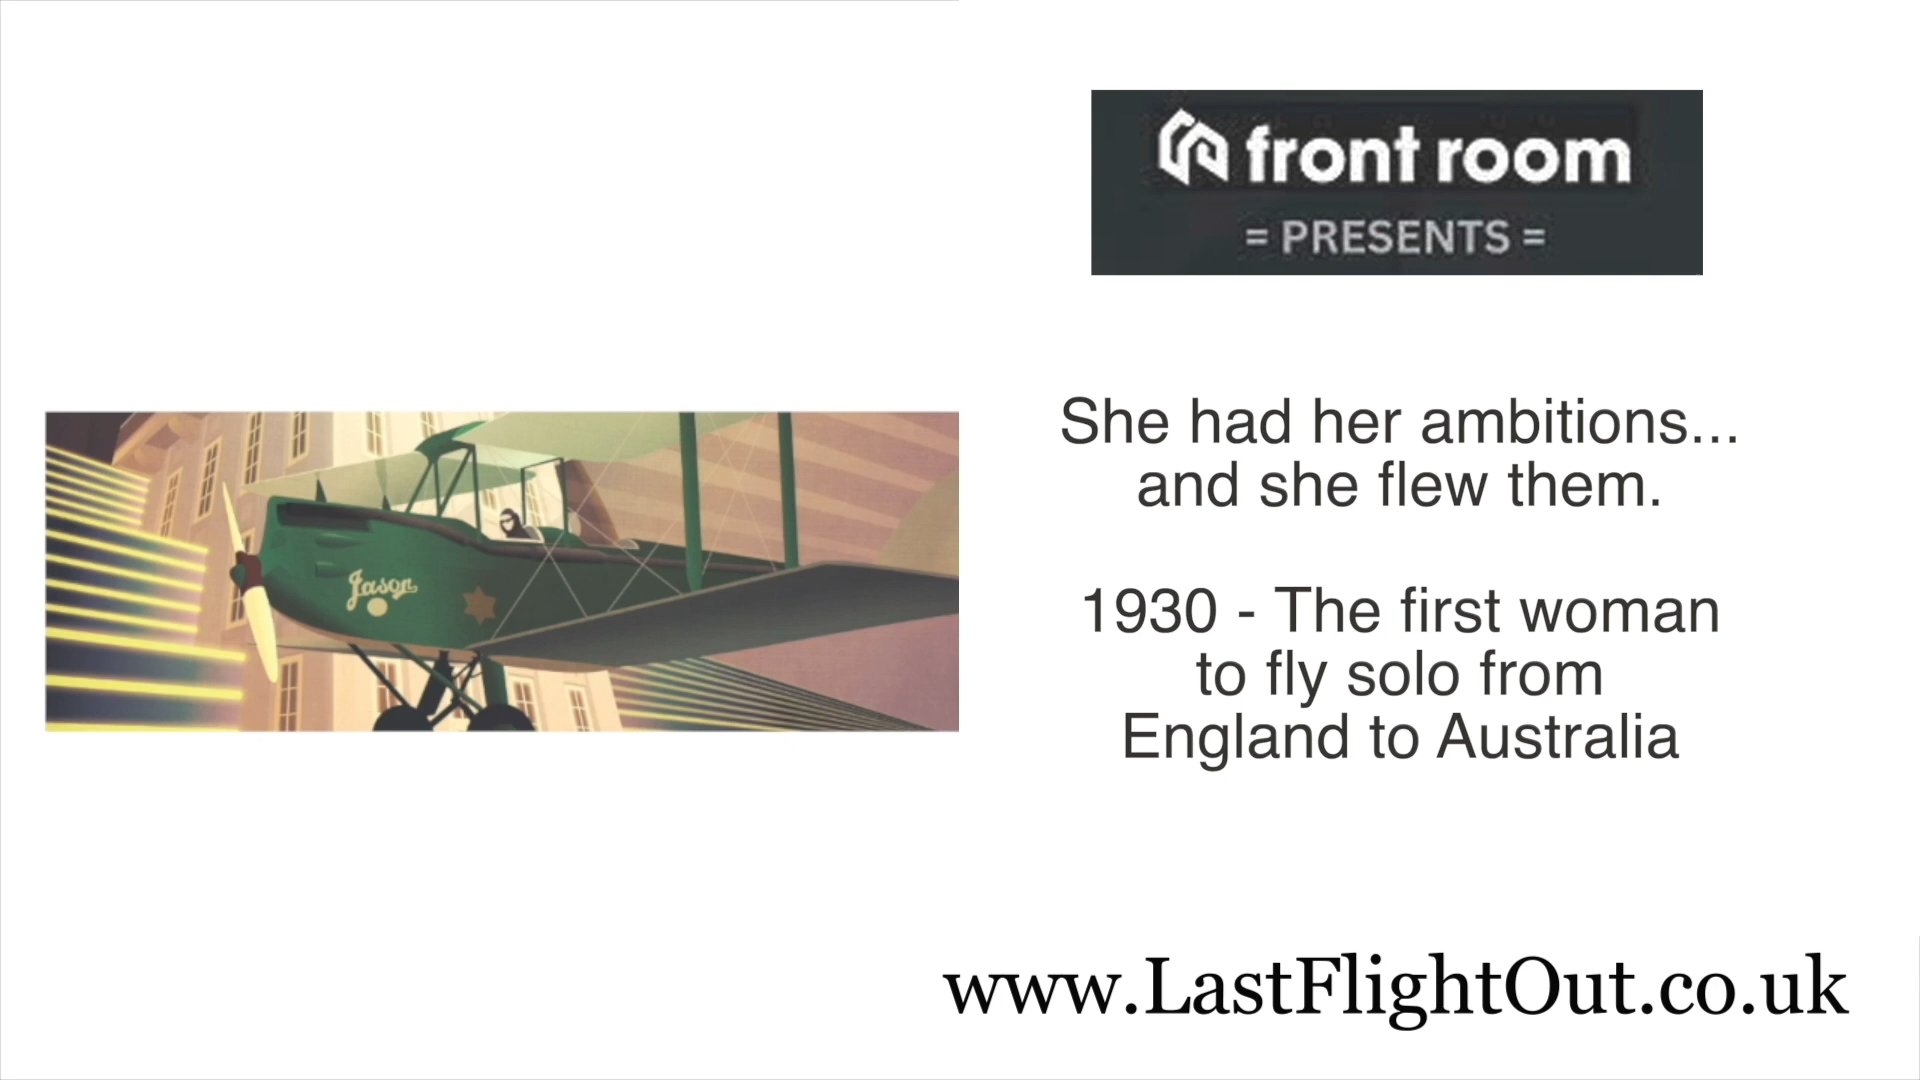 front room
= PRESENTS =
She had her ambitions...
and she flew them.
1930 - The first woman
to fly solo from
England to Australia
Jason
www.LastFlightOut.co.uk